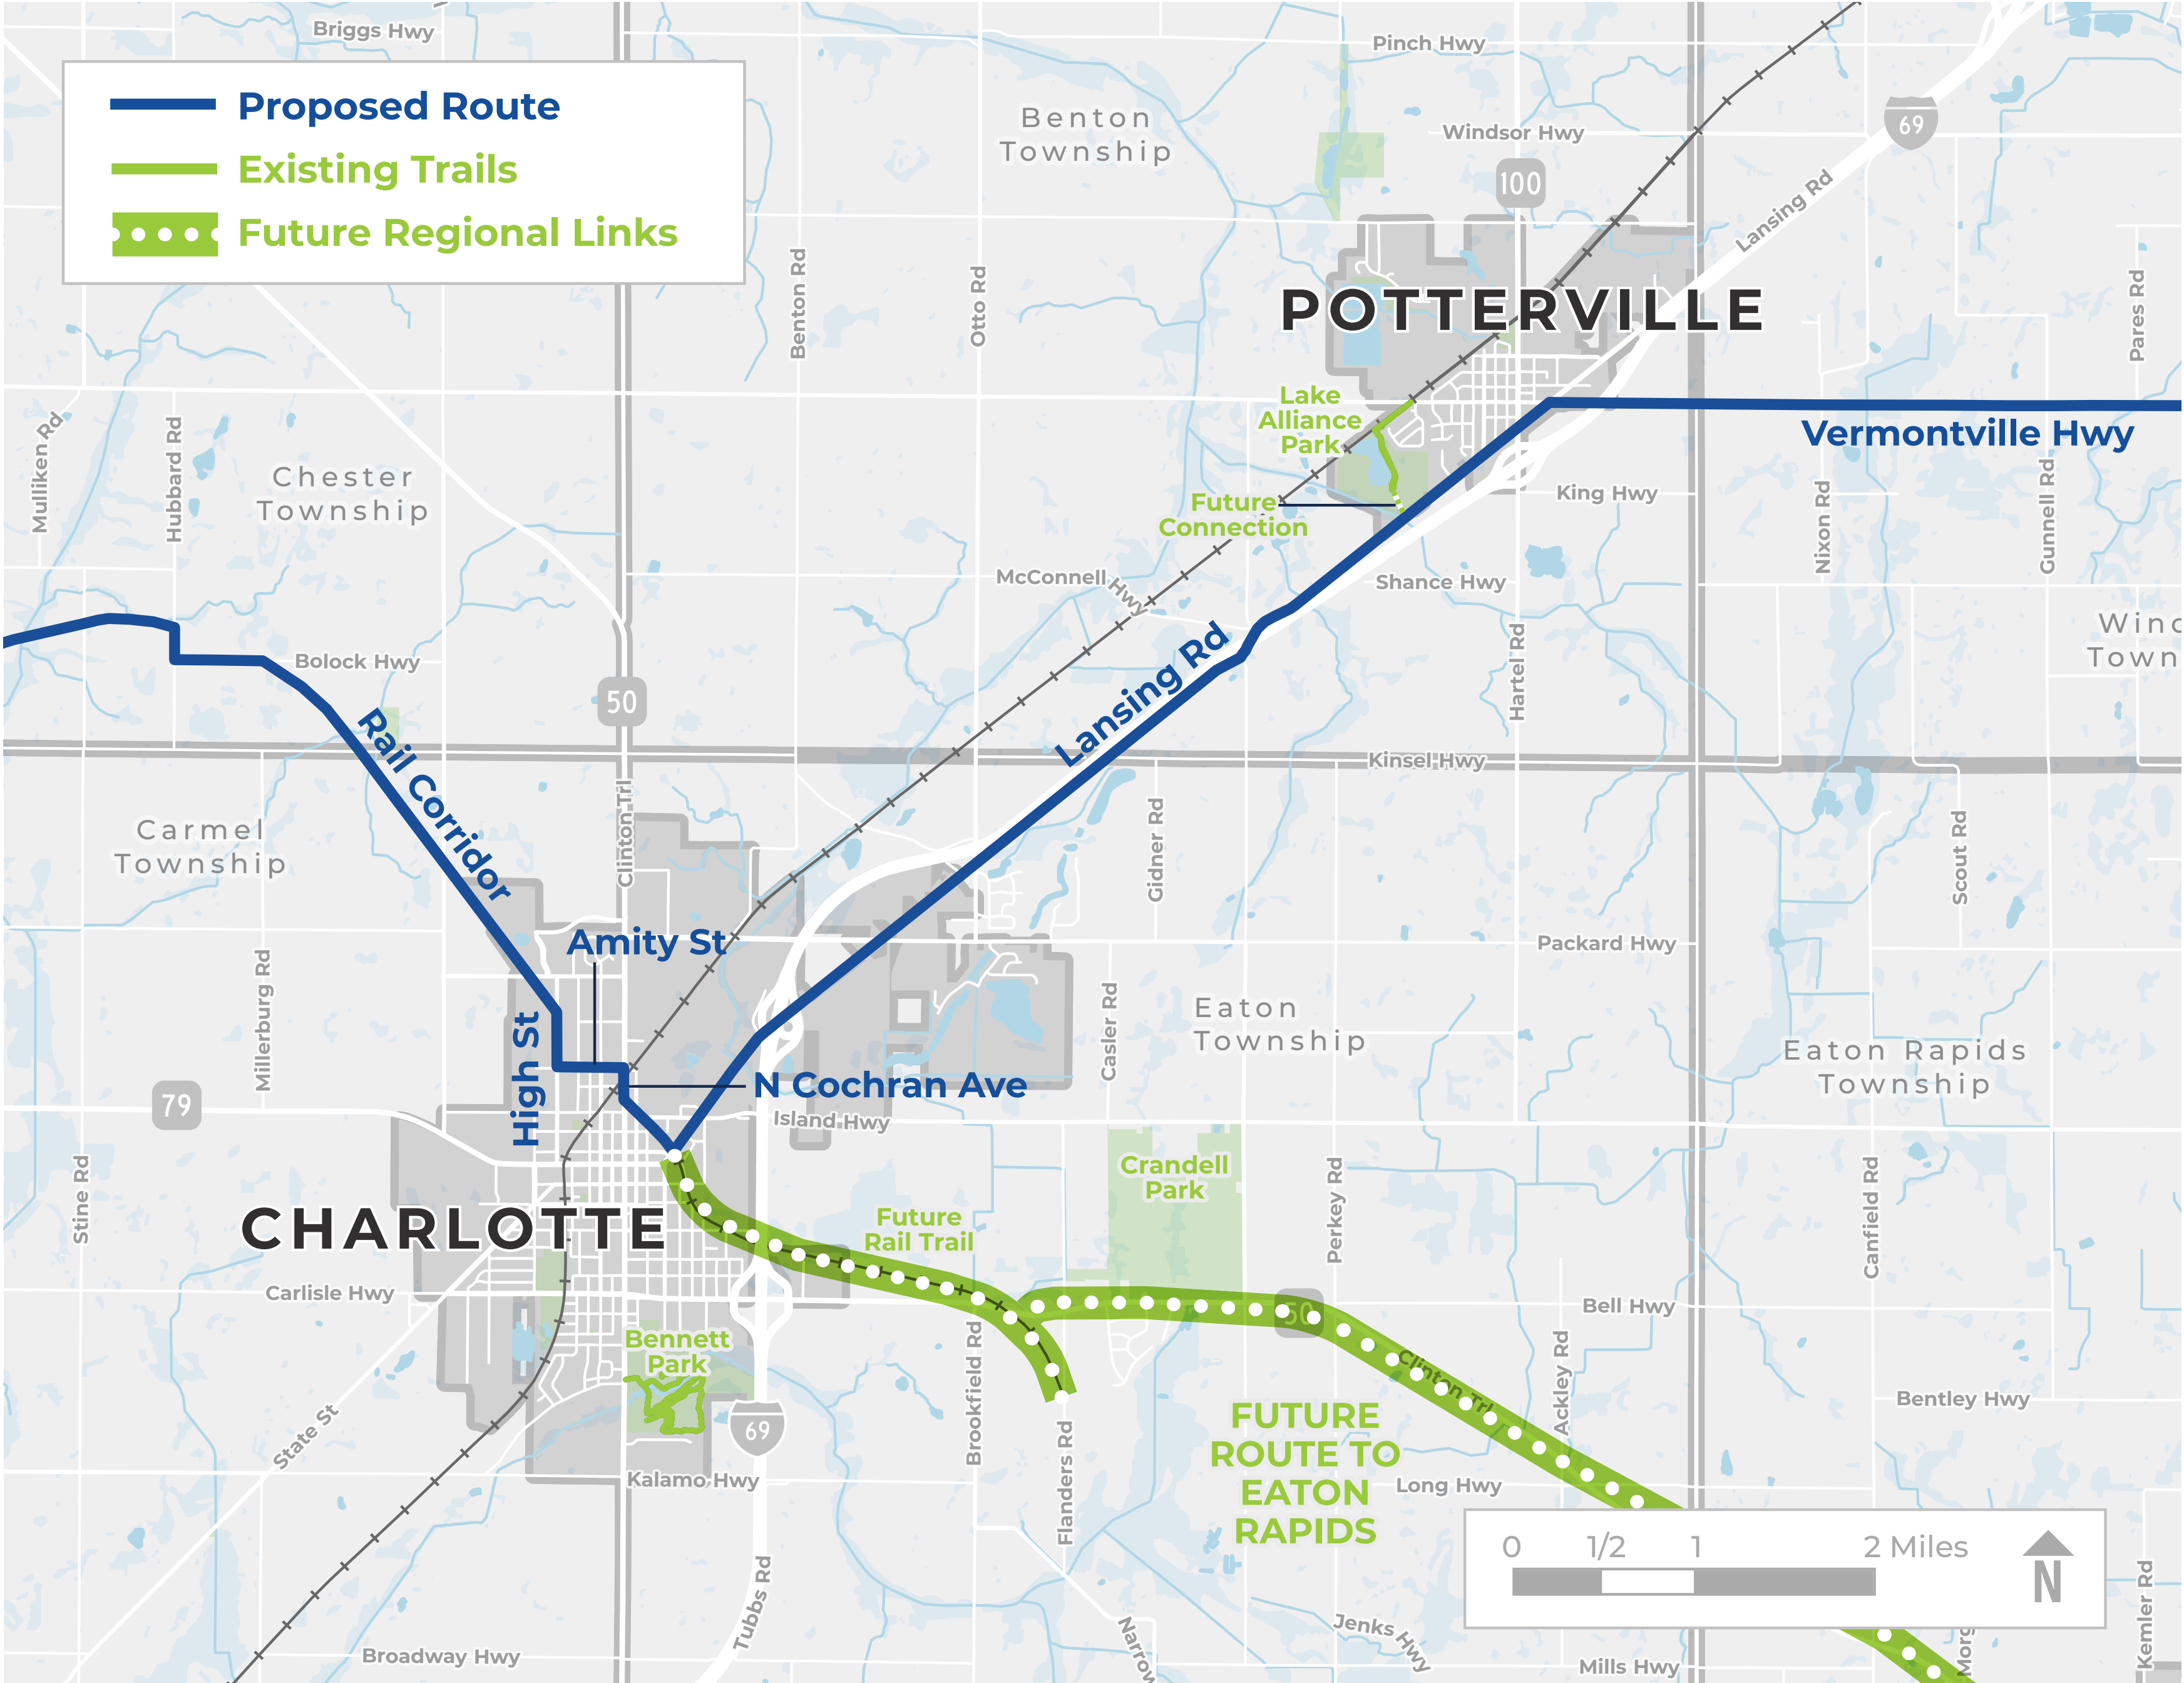 Briggs Hwy
Pinch Hwy
Proposed Route
Existing Trails
Future Regional Links
Benton
Township
Windsor Hwy
69
100
Lansing Rd
Benton Rd
Otto Rd
Pares Rd
POTTERVILLE
Lake
Alliance
Park
Vermontville Hwy
Mulliken Rd
Hubbard Rd
Chester
Township
Future
Connection
King Hwy
Nixon Rd
Gunnell Rd
McConnell Hwy
Shance Hwy
Hartel Rd
Lansing Rd
Bolock Hwy
50
Rail Corridor
Kinsel Hwy
Clinton Trl
Carmel
Township
Gidner Rd
Scout Rd
Amity St
Packard Hwy
Millerburg Rd
High St
Casler Rd
Eaton
Township
Eaton Rapids
Township
N Cochran Ave
79
Island Hwy
Stine Rd
Crandell
Park
Perkey Rd
Canfield Rd
CHARLOTTE
Future
Rail Trail
Carlisle Hwy
50
Bell Hwy
Bennett
Park
Brookfield Rd
Clinton Trl
Ackley Rd
Bentley Hwy
State St
69
FUTURE
ROUTE TO
EATON
RAPIDS
Flanders Rd
Kalamo Hwy
Long Hwy
0 1/2 1 2 Miles
N
Tubbs Rd
Jenks Hwy
Kemler Rd
Broadway Hwy
Mills Hwy